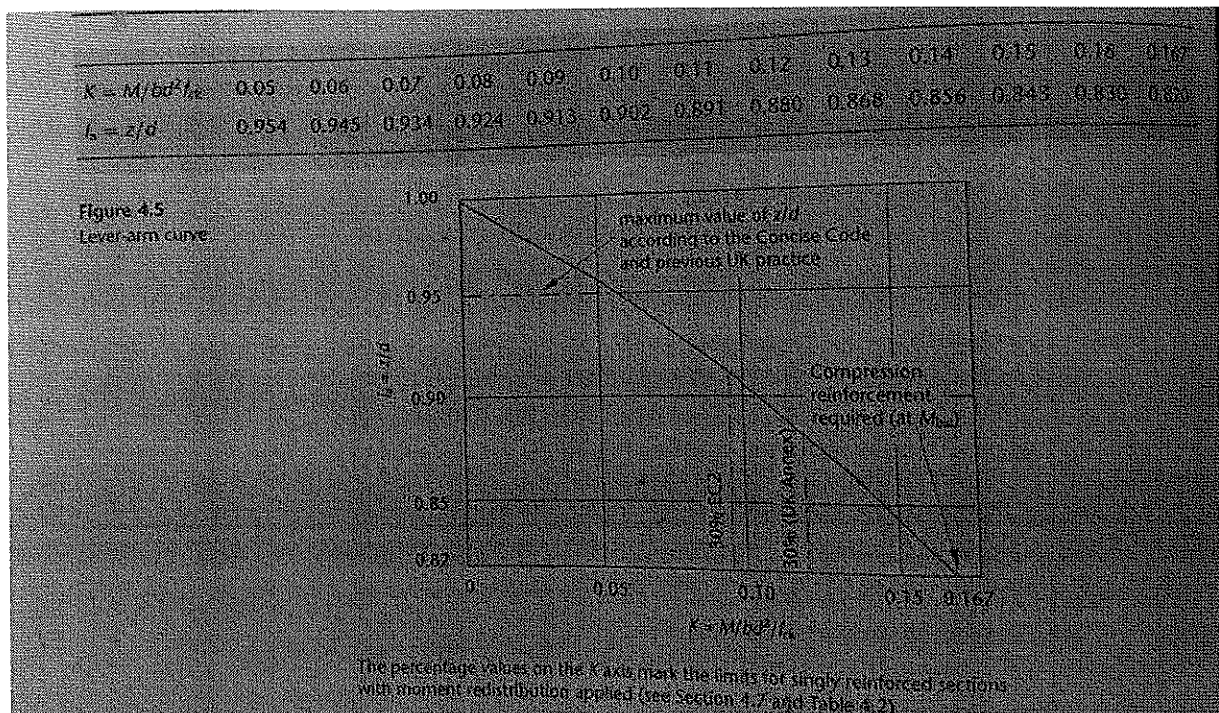 K = M/bd²fck 0.05 0.06 0.07 0.08 0.09 0.10 0.11 0.12 0.13 0.14 0.15 0.16 0.167
la = z/d 0.954 0.945 0.934 0.924 0.913 0.902 0.891 0.880 0.868 0.856 0.843 0.830 0.820
Figure 4.5
Lever-arm curve
1.00
maximum value of z/d
according to the Concise Code
and previous UK practice
0.95
la = z/d
0.90
Compression
reinforcement
required (at Mbal)
30% EC2
30% (UK Annex)
0.85
0.82
0 0.05 0.10 0.15 0.167
K = M/bd²fck
The percentage values on the K axis mark the limits for singly reinforced sections
with moment redistribution applied (see Section 4.7 and Table 4.2)